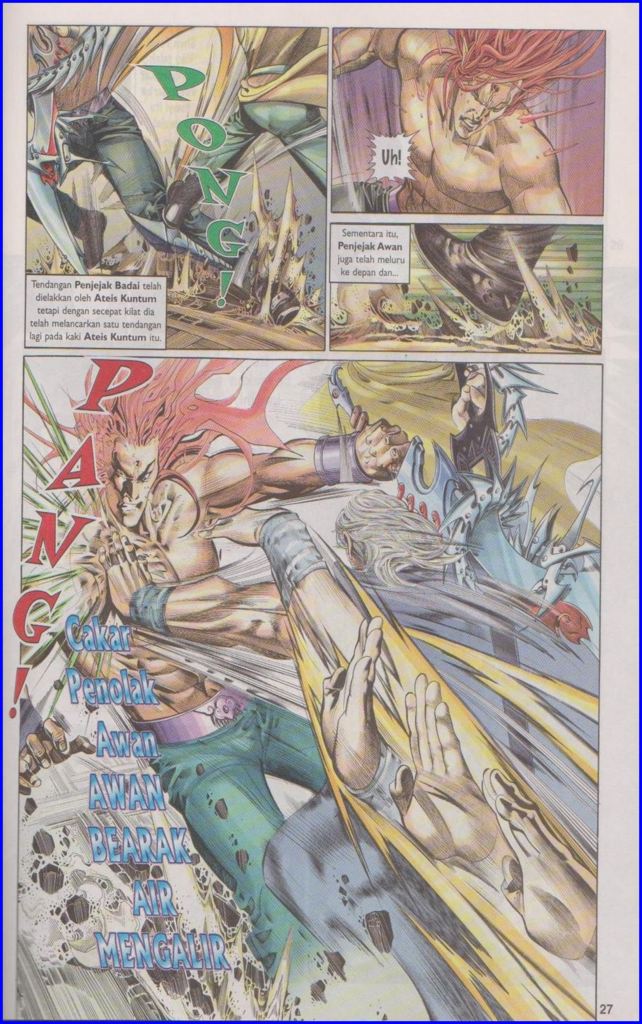 PONG!
Tendangan Penjejak Badai telah
dielakkan oleh Ateis Kuntum
tetapi dengan secepat kilat dia
telah melancarkan satu tendangan
lagi pada kaki Ateis Kuntum itu.
Uh!
Sementara itu,
Penjejak Awan
juga telah meluru
ke depan dan...
PANG!
Cakar
Penolak
Awan
AWAN
BEARAK
AIR
MENGALIR
27